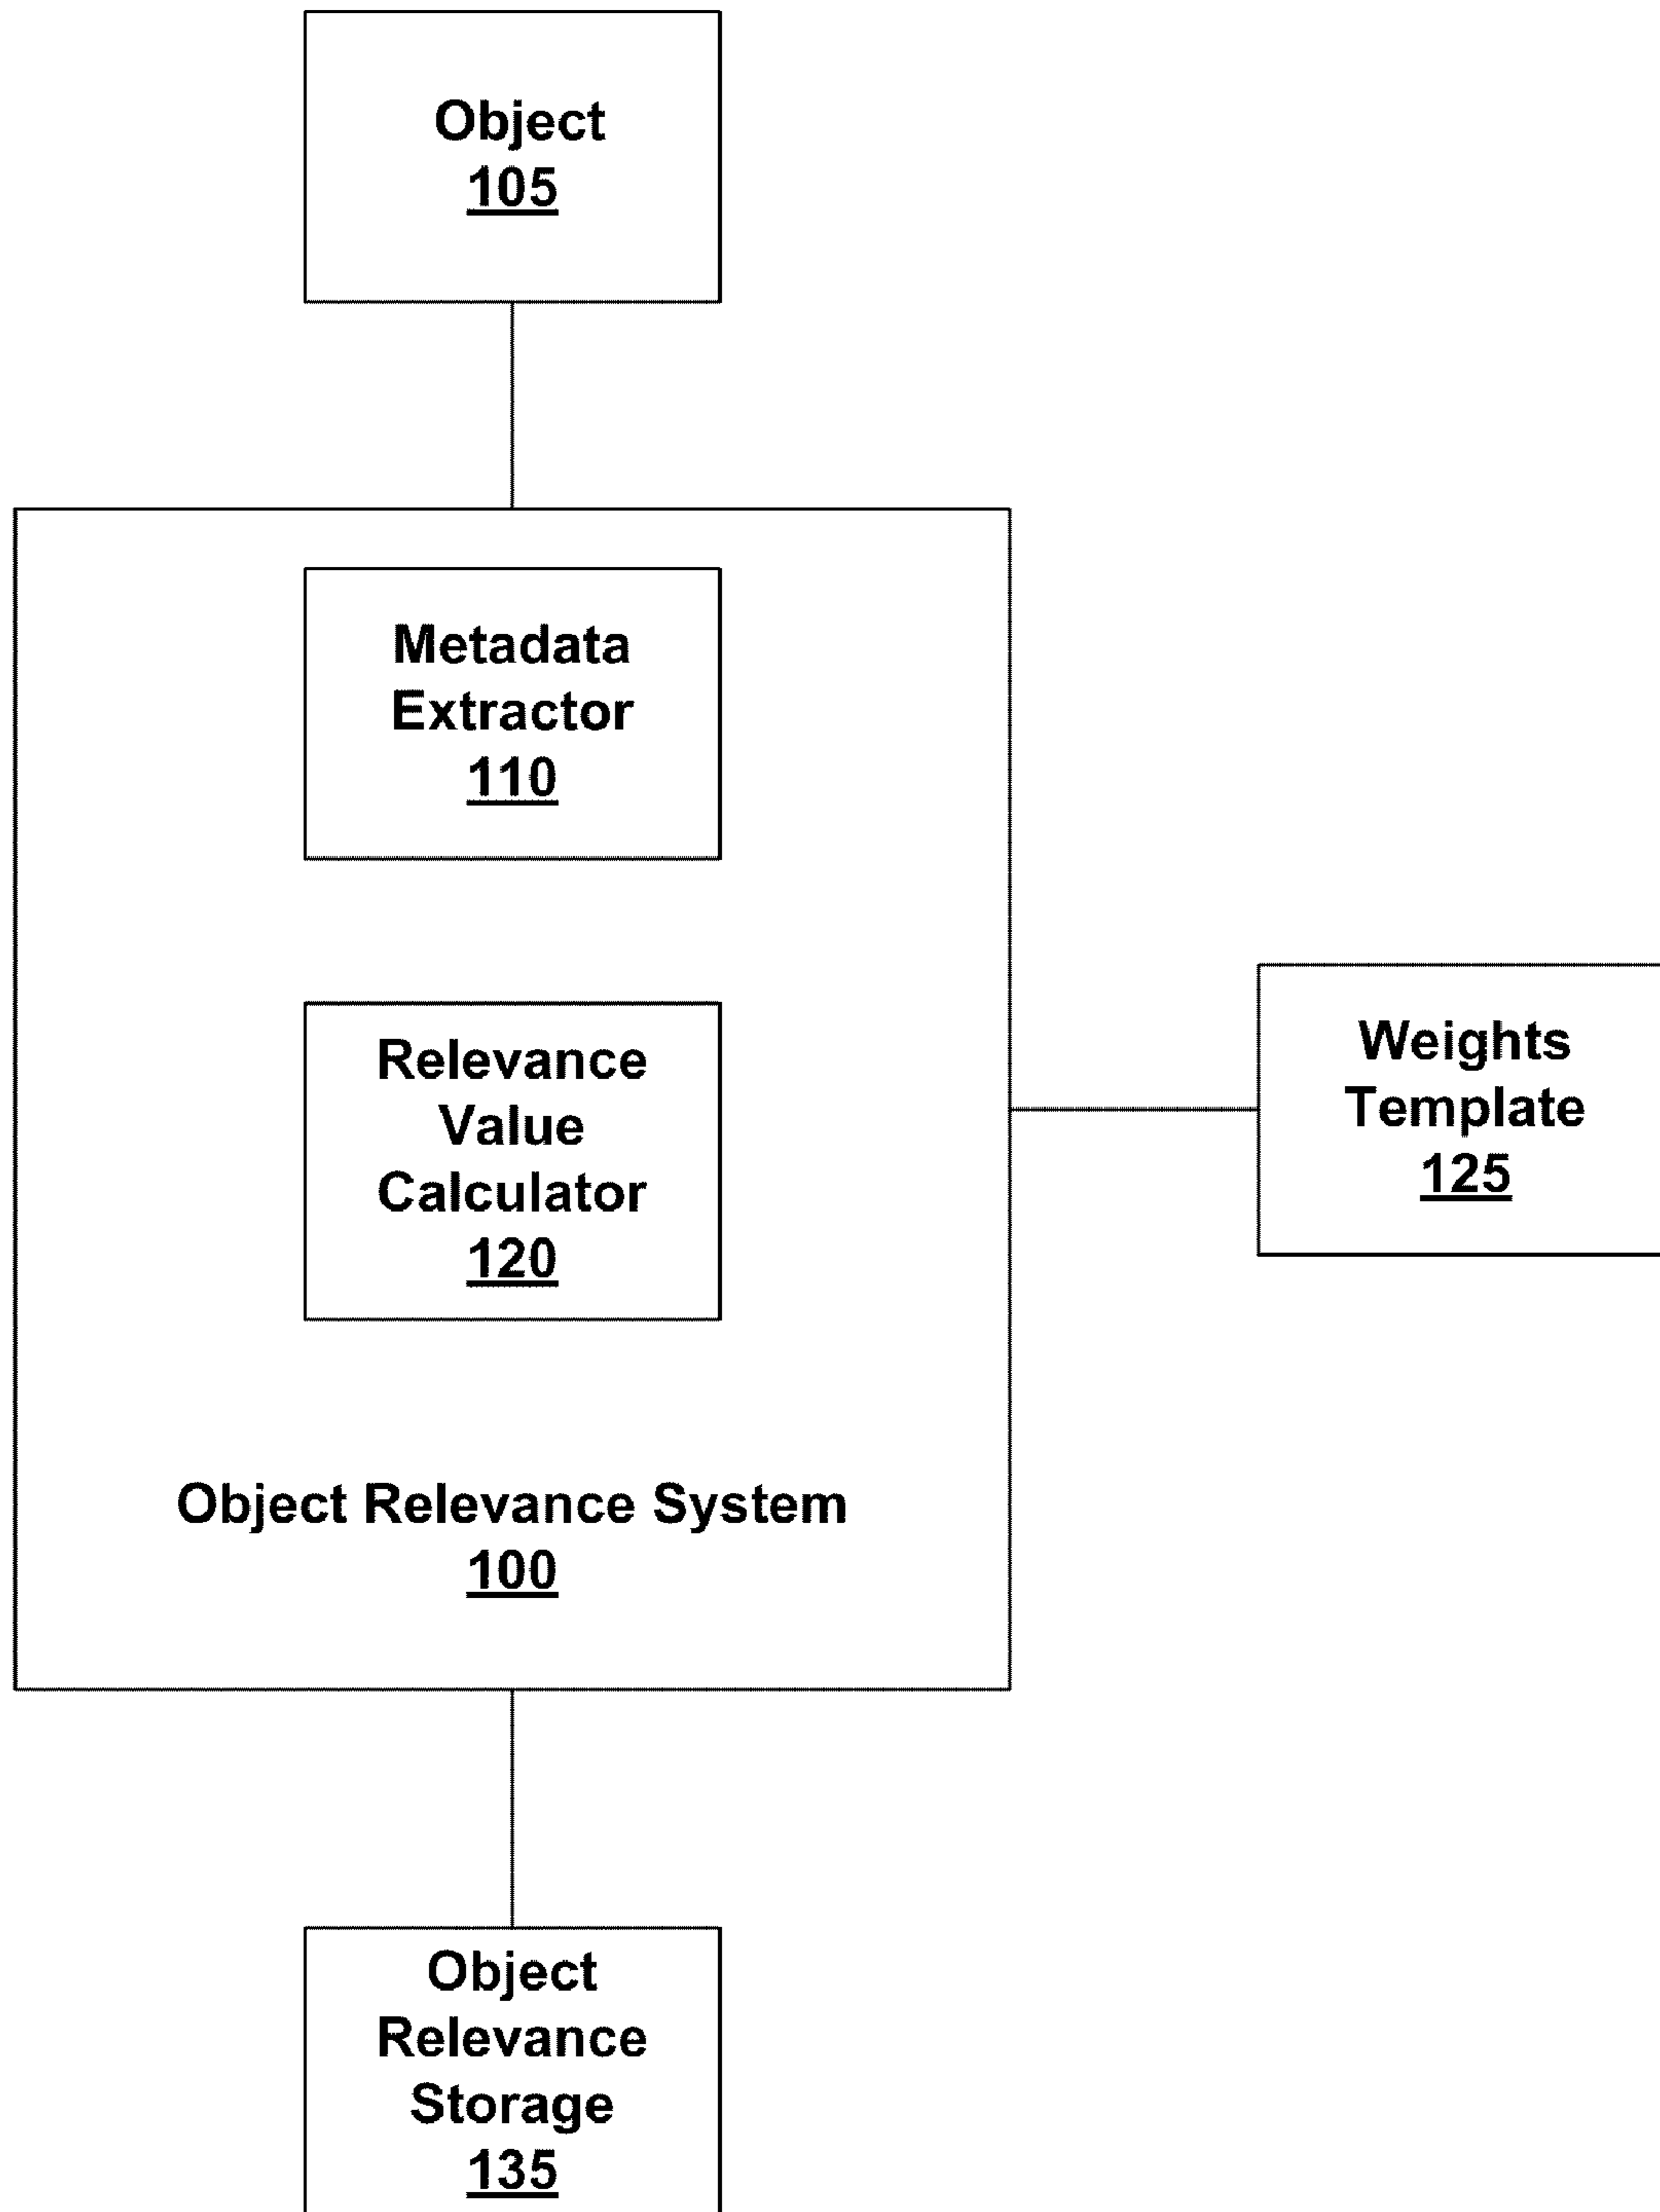 Object
105
Metadata
Extractor
110
Relevance
Value
Calculator
120
Weights
Template
125
Object Relevance System
100
Object
Relevance
Storage
135